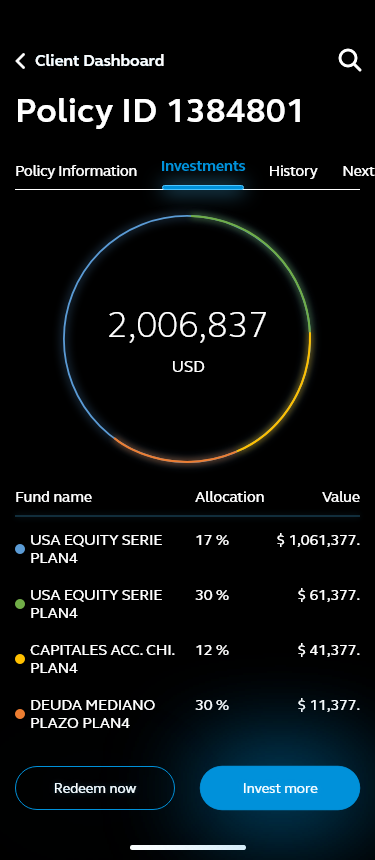 Client Dashboard
Policy ID 1384801
Policy Information Investments History Next
2,006,837
USD
Fund name Allocation Value
USA EQUITY SERIE 17 % $ 1,061,377.
PLAN4
USA EQUITY SERIE 30 % $ 61,377.
PLAN4
CAPITALES ACC. CHI. 12 % $ 41,377.
PLAN4
DEUDA MEDIANO 30 % $ 11,377.
PLAZO PLAN4
Redeem now Invest more